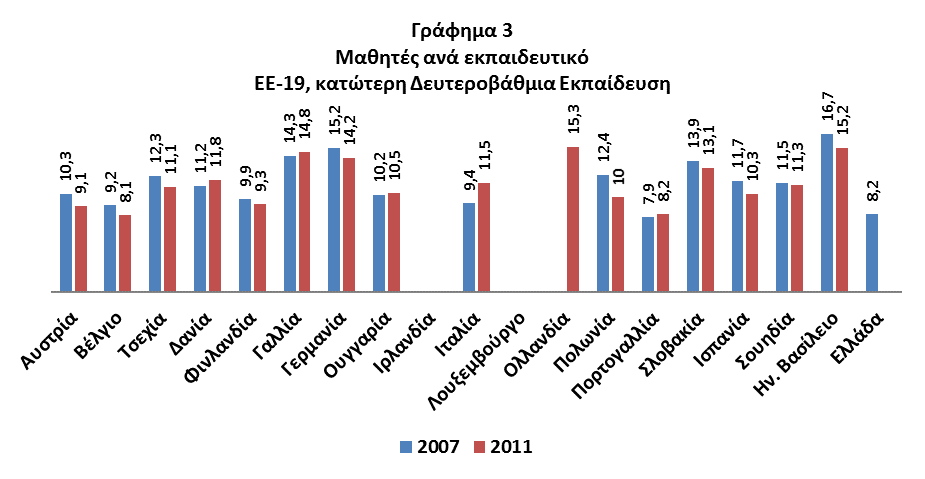 Γράφημα 3
Μαθητές ανά εκπαιδευτικό
ΕΕ-19, κατώτερη Δευτεροβάθμια Εκπαίδευση
10,3 9,1 9,2 8,1 12,3 11,1 11,2 11,8 9,9 9,3 14,3 14,8 15,2 14,2 10,2 10,5 9,4 11,5 15,3 12,4 10 7,9 8,2 13,9 13,1 11,7 10,3 11,5 11,3 16,7 15,2 8,2
Αυστρία
Βέλγιο
Τσεχία
Δανία
Φινλανδία
Γαλλία
Γερμανία
Ουγγαρία
Ιρλανδία
Ιταλία
Λουξεμβούργο
Ολλανδία
Πολωνία
Πορτογαλλία
Σλοβακία
Ισπανία
Σουηδία
Ην. Βασίλειο
Ελλάδα
2007 2011